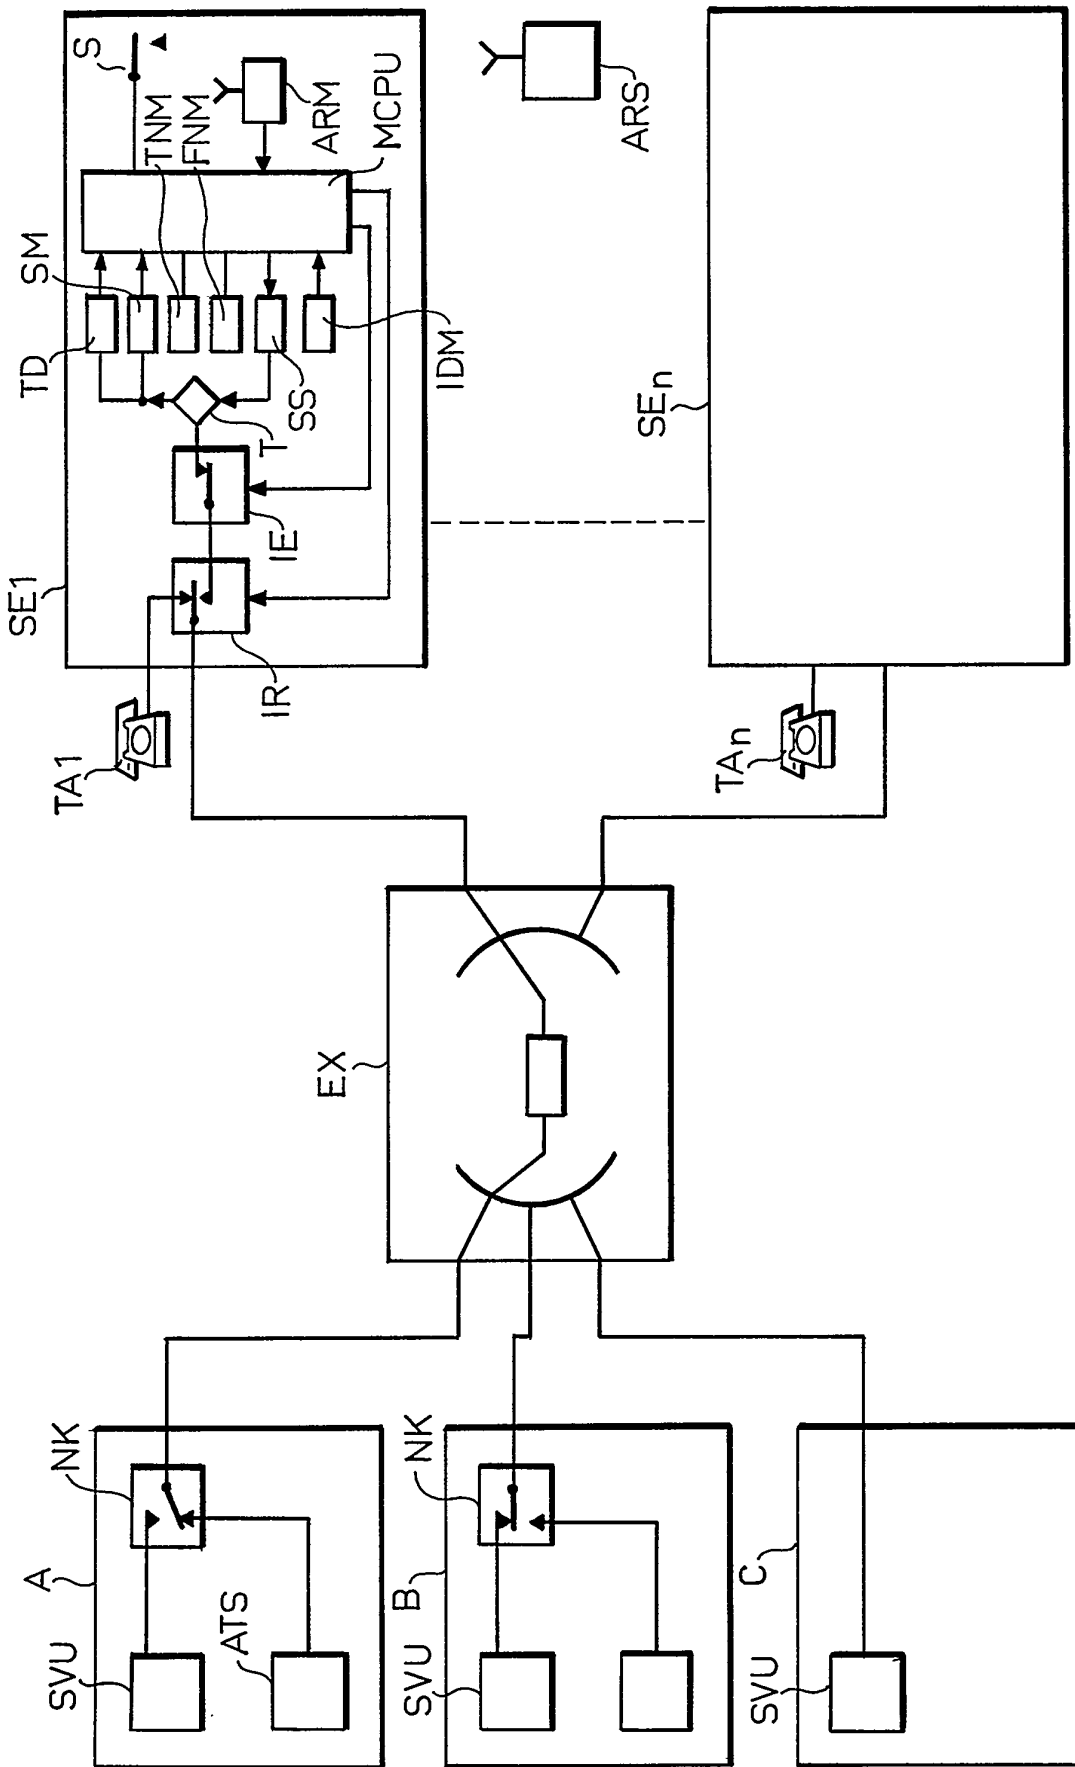 A
NK
SVU
ATS
B
NK
SVU
C
SVU
EX
TA1
SE1
IR
IE
T
TD
SM
SS
IDM
TNM
FNM
S
ARM
MCPU
TAn
SEn
ARS